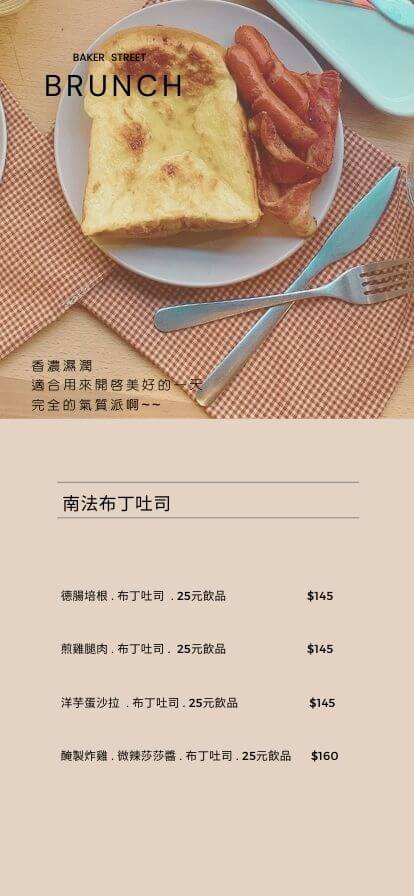 BAKER STREET
BRUNCH
香濃濕潤
適合用來開啓美好的一天
完全的氣質派啊~~
南法布丁吐司
德腸培根 . 布丁吐司 . 25元飲品 $145
煎雞腿肉 . 布丁吐司 . 25元飲品 $145
洋芋蛋沙拉 . 布丁吐司 . 25元飲品 $145
醃製炸雞 . 微辣莎莎醬 . 布丁吐司 . 25元飲品 $160